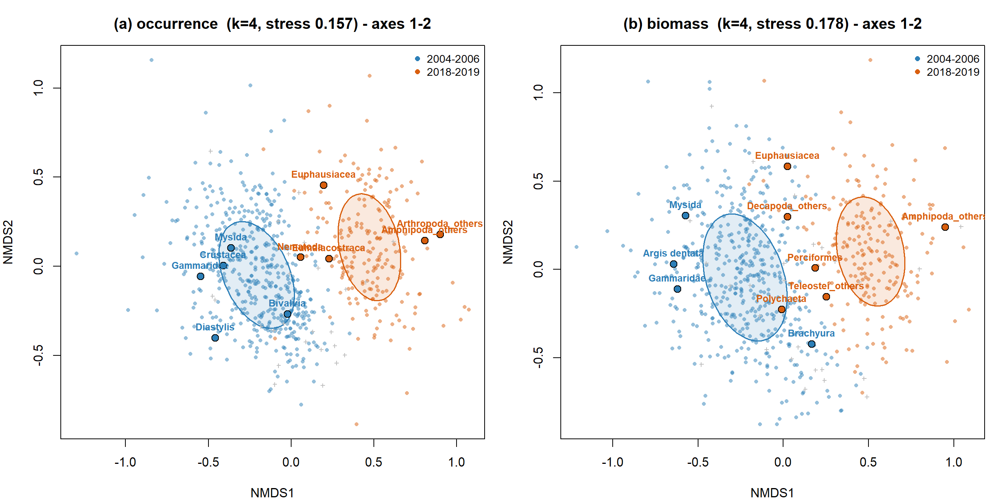 (a) occurrence (k=4, stress 0.157) - axes 1-2
2004-2006
2018-2019
1.0
0.5
0.0
-0.5
NMDS2
Euphausiacea
Arthropoda_others
Amphipoda_others
Mysida
Nematoda
Eumalacostraca
Crustacea
Gammaridae
Bivalvia
Diastylis
-1.0 -0.5 0.0 0.5 1.0
NMDS1
(b) biomass (k=4, stress 0.178) - axes 1-2
2004-2006
2018-2019
1.0
0.5
0.0
-0.5
NMDS2
Euphausiacea
Mysida
Decapoda_others
Amphipoda_others
Argis dentata
Perciformes
Gammaridae
Teleostei_others
Polychaeta
Brachyura
-1.0 -0.5 0.0 0.5 1.0
NMDS1